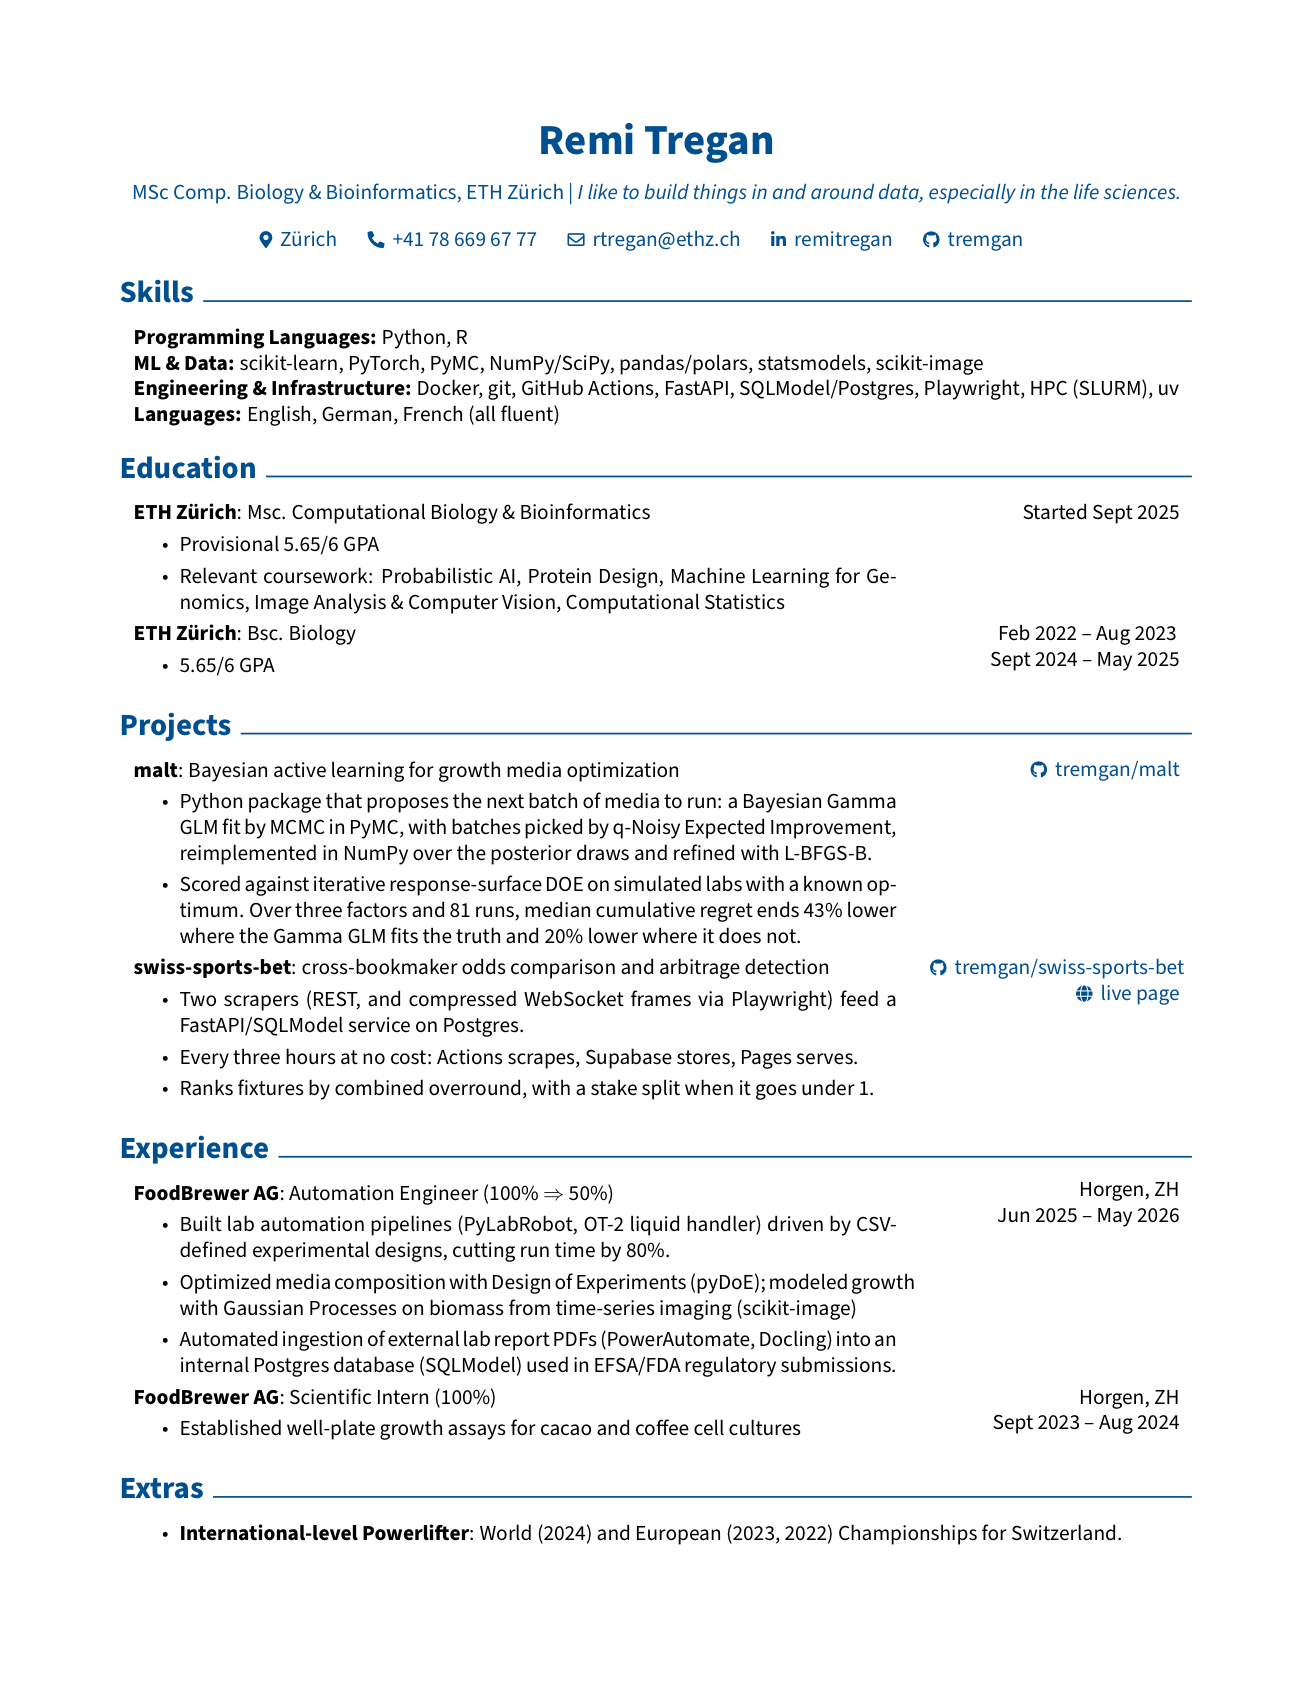 Remi Tregan
MSc Comp. Biology & Bioinformatics, ETH Zürich | I like to build things in and around data, especially in the life sciences.
Zürich +41 78 669 67 77 rtregan@ethz.ch remitregan tremgan
Skills
Programming Languages: Python, R
ML & Data: scikit-learn, PyTorch, PyMC, NumPy/SciPy, pandas/polars, statsmodels, scikit-image
Engineering & Infrastructure: Docker, git, GitHub Actions, FastAPI, SQLModel/Postgres, Playwright, HPC (SLURM), uv
Languages: English, German, French (all fluent)
Education
ETH Zürich: Msc. Computational Biology & Bioinformatics Started Sept 2025
• Provisional 5.65/6 GPA
• Relevant coursework: Probabilistic AI, Protein Design, Machine Learning for Ge-
nomics, Image Analysis & Computer Vision, Computational Statistics
ETH Zürich: Bsc. Biology Feb 2022 – Aug 2023
Sept 2024 – May 2025
• 5.65/6 GPA
Projects
malt: Bayesian active learning for growth media optimization tremgan/malt
• Python package that proposes the next batch of media to run: a Bayesian Gamma
GLM fit by MCMC in PyMC, with batches picked by q-Noisy Expected Improvement,
reimplemented in NumPy over the posterior draws and refined with L-BFGS-B.
• Scored against iterative response-surface DOE on simulated labs with a known op-
timum. Over three factors and 81 runs, median cumulative regret ends 43% lower
where the Gamma GLM fits the truth and 20% lower where it does not.
swiss-sports-bet: cross-bookmaker odds comparison and arbitrage detection tremgan/swiss-sports-bet
live page
• Two scrapers (REST, and compressed WebSocket frames via Playwright) feed a
FastAPI/SQLModel service on Postgres.
• Every three hours at no cost: Actions scrapes, Supabase stores, Pages serves.
• Ranks fixtures by combined overround, with a stake split when it goes under 1.
Experience
FoodBrewer AG: Automation Engineer (100% ⇒ 50%) Horgen, ZH
Jun 2025 – May 2026
• Built lab automation pipelines (PyLabRobot, OT-2 liquid handler) driven by CSV-
defined experimental designs, cutting run time by 80%.
• Optimized media composition with Design of Experiments (pyDoE); modeled growth
with Gaussian Processes on biomass from time-series imaging (scikit-image)
• Automated ingestion of external lab report PDFs (PowerAutomate, Docling) into an
internal Postgres database (SQLModel) used in EFSA/FDA regulatory submissions.
FoodBrewer AG: Scientific Intern (100%) Horgen, ZH
Sept 2023 – Aug 2024
• Established well-plate growth assays for cacao and coffee cell cultures
Extras
• International-level Powerlifter: World (2024) and European (2023, 2022) Championships for Switzerland.